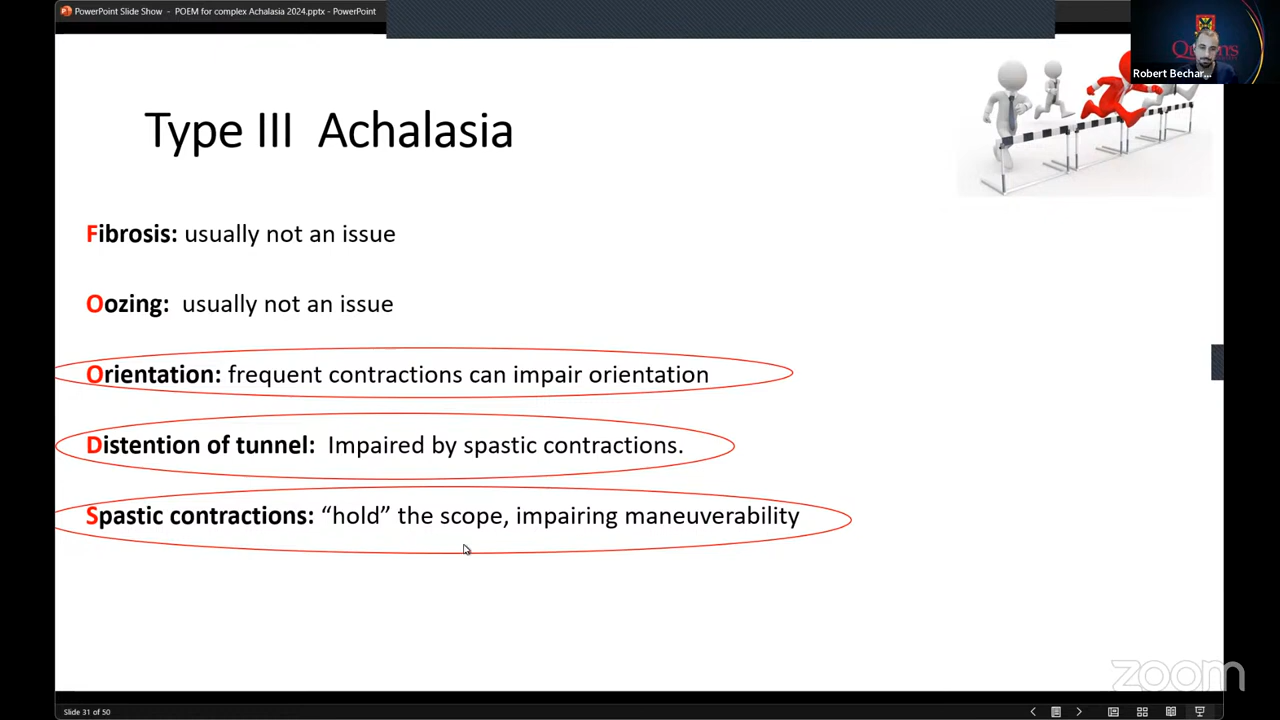 PowerPoint Slide Show - POEM for complex Achalasia 2024.pptx - PowerPoint
Robert Bechar...
Type III Achalasia
Fibrosis: usually not an issue
Oozing: usually not an issue
Orientation: frequent contractions can impair orientation
Distention of tunnel: Impaired by spastic contractions.
Spastic contractions: “hold” the scope, impairing maneuverability
zoom
Slide 31 of 50